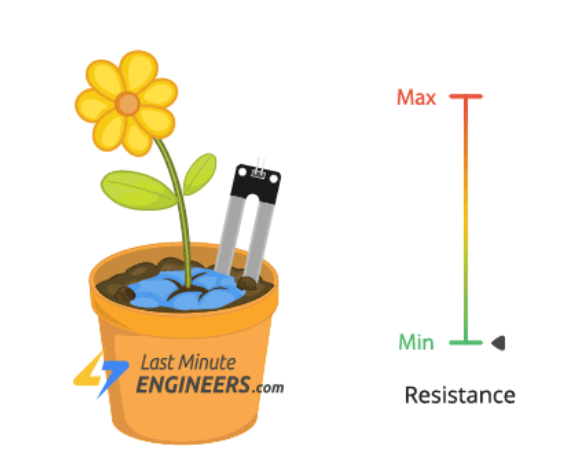 Max
Last Minute
ENGINEERS.com
Min
Resistance